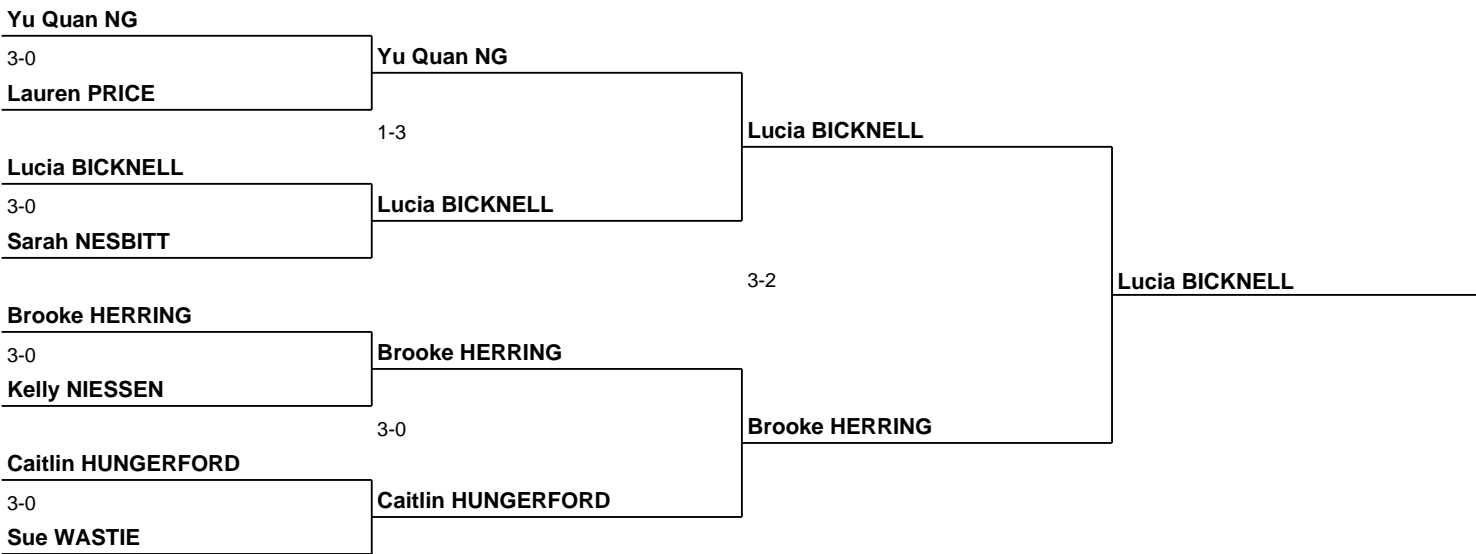 Yu Quan NG
3-0
Yu Quan NG
Lauren PRICE
1-3
Lucia BICKNELL
Lucia BICKNELL
3-0
Lucia BICKNELL
Sarah NESBITT
3-2
Lucia BICKNELL
Brooke HERRING
3-0
Brooke HERRING
Kelly NIESSEN
3-0
Brooke HERRING
Caitlin HUNGERFORD
3-0
Caitlin HUNGERFORD
Sue WASTIE